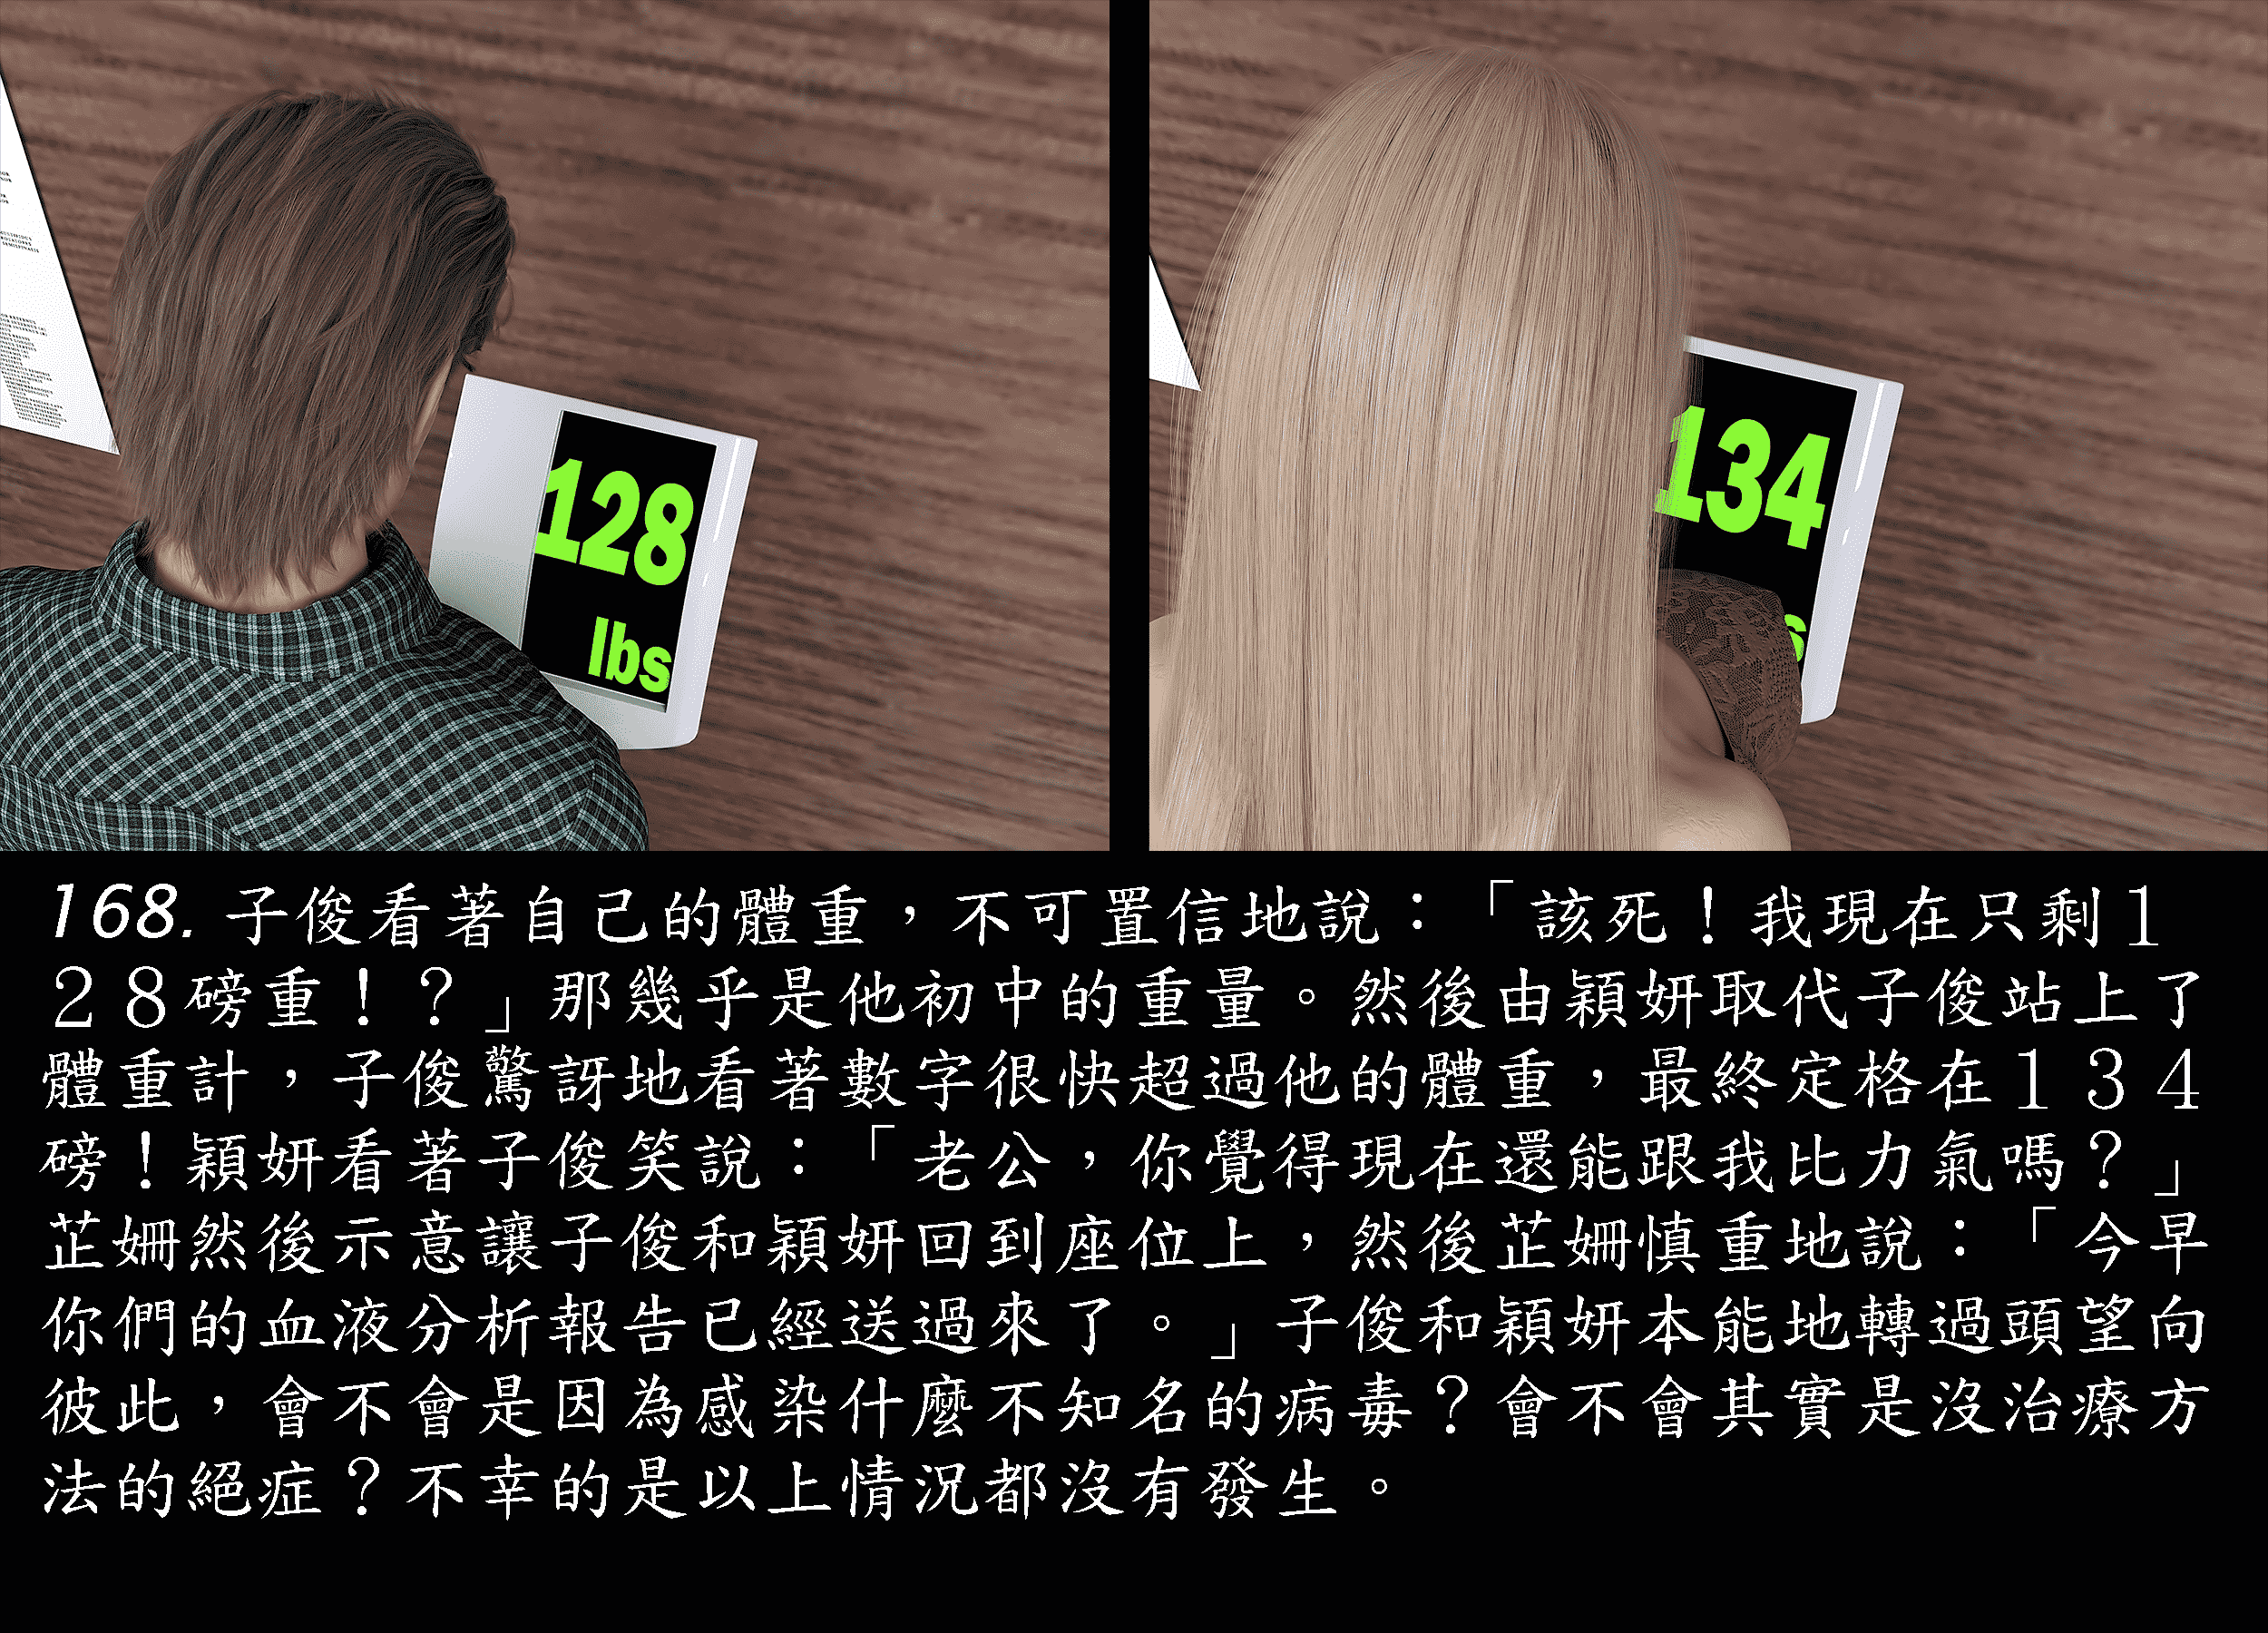 128
lbs
134
s
168. 子俊看著自己的體重，不可置信地說：「該死！我現在只剩１
２８磅重！？」那幾乎是他初中的重量。然後由穎妍取代子俊站上了
體重計，子俊驚訝地看著數字很快超過他的體重，最終定格在１３４
磅！穎妍看著子俊笑說：「老公，你覺得現在還能跟我比力氣嗎？」
芷姍然後示意讓子俊和穎妍回到座位上，然後芷姍慎重地說：「今早
你們的血液分析報告已經送過來了。」子俊和穎妍本能地轉過頭望向
彼此，會不會是因為感染什麼不知名的病毒？會不會其實是沒治療方
法的絕症？不幸的是以上情況都沒有發生。